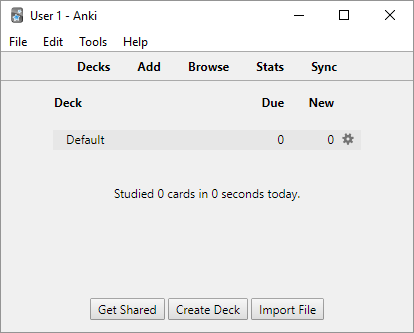 User 1 - Anki
File Edit Tools Help
Decks Add Browse Stats Sync
Deck Due New
Default 0 0
Studied 0 cards in 0 seconds today.
Get Shared Create Deck Import File